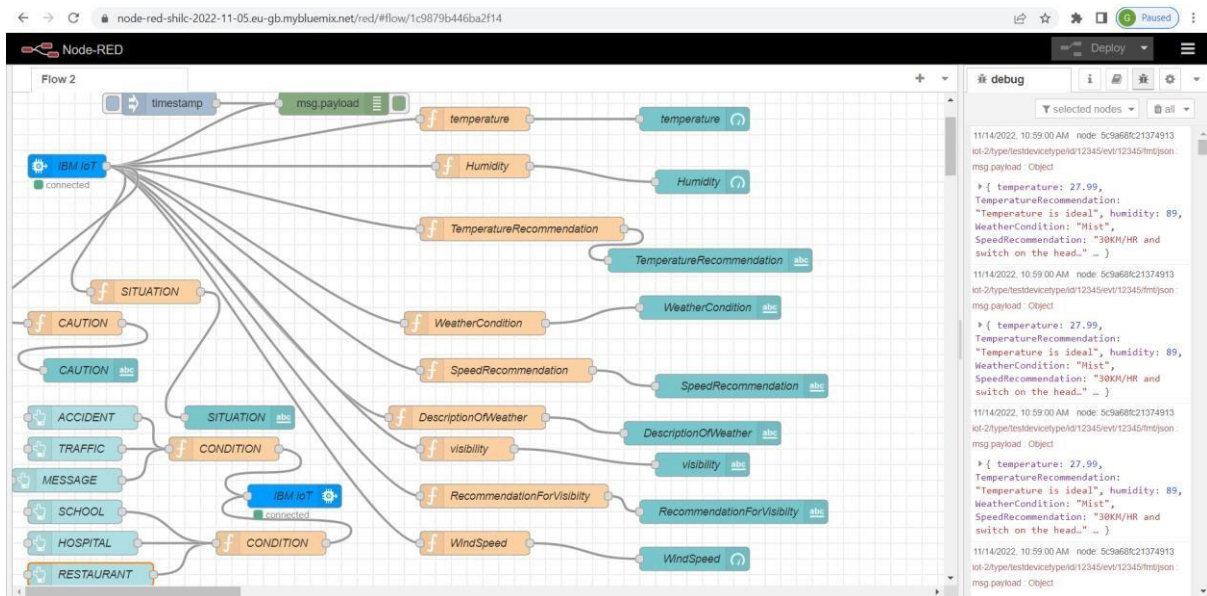 node-red-shilc-2022-11-05.eu-gb.mybluemix.net/red/#flow/1c9879b446ba2f14
G Paused
Node-RED
Deploy
Flow 2
timestamp
msg.payload
temperature
temperature
IBM IoT
connected
Humidity
Humidity
TemperatureRecommendation
TemperatureRecommendation abc
SITUATION
WeatherCondition abc
CAUTION
WeatherCondition
CAUTION abc
SpeedRecommendation
SpeedRecommendation abc
ACCIDENT
SITUATION abc
DescriptionOfWeather
DescriptionOfWeather abc
TRAFFIC
CONDITION
visibility
visibility abc
MESSAGE
IBM IoT
connected
RecommendationForVisibilty
RecommendationForVisibilty abc
SCHOOL
HOSPITAL
CONDITION
WindSpeed
WindSpeed
RESTAURANT
debug
selected nodes
all
11/14/2022, 10:59:00 AM node: 5c9a68fc21374913
iot-2/type/testdevicetype/id/12345/evt/12345/fmt/json :
msg.payload : Object
{ temperature: 27.99,
TemperatureRecommendation:
"Temperature is ideal", humidity: 89,
WeatherCondition: "Mist",
SpeedRecommendation: "30KM/HR and
switch on the head…" … }
11/14/2022, 10:59:00 AM node: 5c9a68fc21374913
iot-2/type/testdevicetype/id/12345/evt/12345/fmt/json :
msg.payload : Object
{ temperature: 27.99,
TemperatureRecommendation:
"Temperature is ideal", humidity: 89,
WeatherCondition: "Mist",
SpeedRecommendation: "30KM/HR and
switch on the head…" … }
11/14/2022, 10:59:00 AM node: 5c9a68fc21374913
iot-2/type/testdevicetype/id/12345/evt/12345/fmt/json :
msg.payload : Object
{ temperature: 27.99,
TemperatureRecommendation:
"Temperature is ideal", humidity: 89,
WeatherCondition: "Mist",
SpeedRecommendation: "30KM/HR and
switch on the head…" … }
11/14/2022, 10:59:00 AM node: 5c9a68fc21374913
iot-2/type/testdevicetype/id/12345/evt/12345/fmt/json :
msg.payload : Object